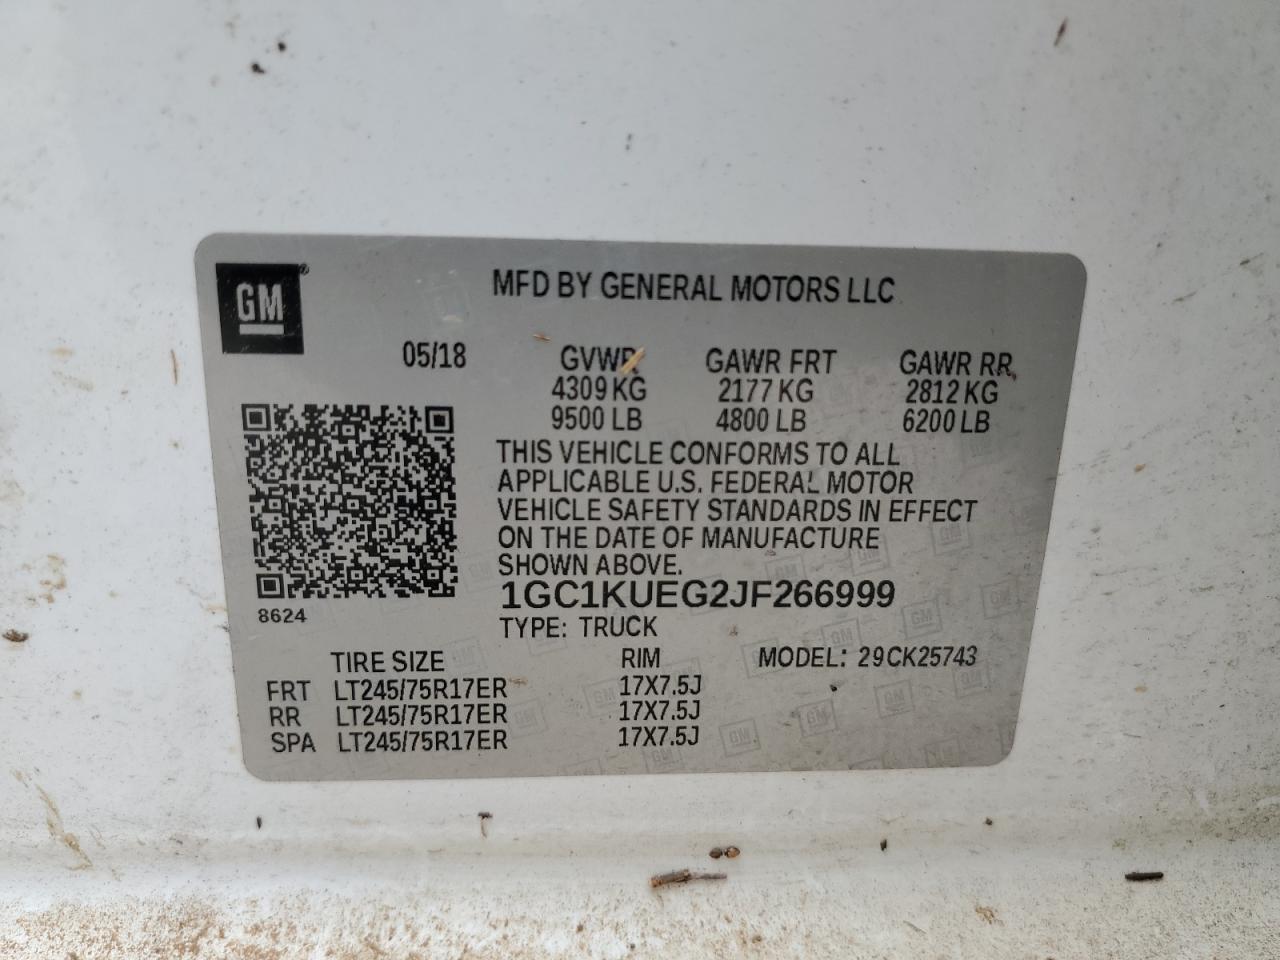 GM
MFD BY GENERAL MOTORS LLC
05/18 GVWR GAWR FRT GAWR RR
4309 KG 2177 KG 2812 KG
9500 LB 4800 LB 6200 LB
THIS VEHICLE CONFORMS TO ALL
APPLICABLE U.S. FEDERAL MOTOR
VEHICLE SAFETY STANDARDS IN EFFECT
ON THE DATE OF MANUFACTURE
SHOWN ABOVE.
8624
1GC1KUEG2JF266999
TYPE: TRUCK
TIRE SIZE RIM MODEL: 29CK25743
FRT LT245/75R17ER 17X7.5J
RR LT245/75R17ER 17X7.5J
SPA LT245/75R17ER 17X7.5J